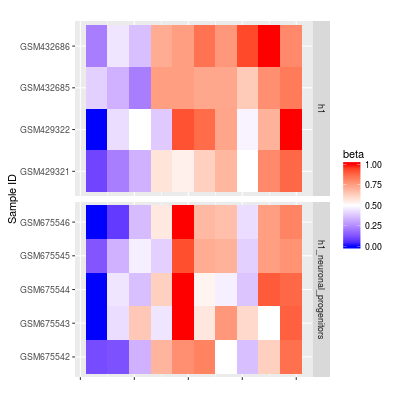 Sample ID
GSM432686
GSM432685
GSM429322
GSM429321
h1
GSM675546
GSM675545
GSM675544
GSM675543
GSM675542
h1_neuronal_progenitors
beta
1.00
0.75
0.50
0.25
0.00